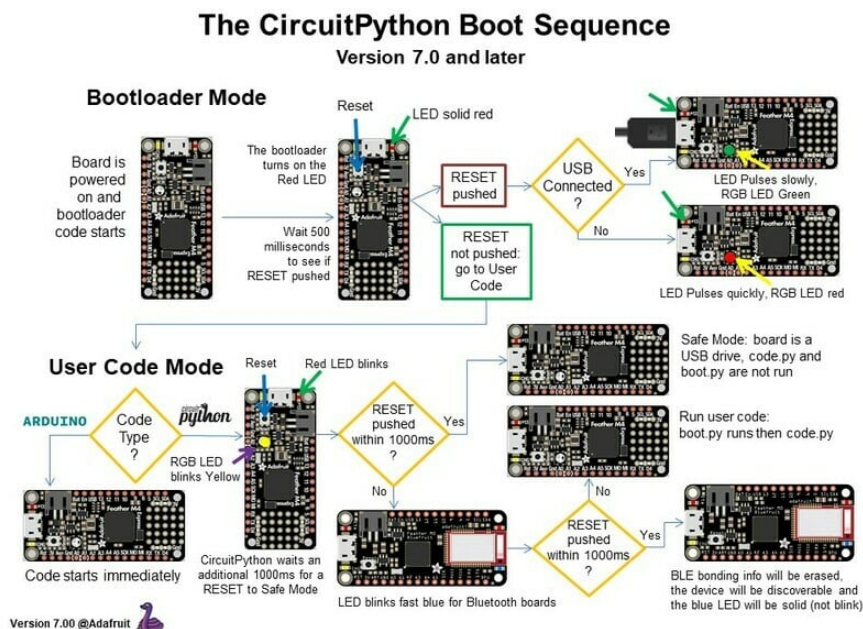 The CircuitPython Boot Sequence
Version 7.0 and later
Bootloader Mode
Board is
powered
on and
bootloader
code starts
The bootloader
turns on the
Red LED
Wait 500
milliseconds
to see if
RESET pushed
Reset
LED solid red
RESET
pushed
RESET
not pushed:
go to User
Code
USB
Connected
?
Yes
No
LED Pulses slowly,
RGB LED Green
LED Pulses quickly, RGB LED red
User Code Mode
ARDUINO
Code
Type
?
circuit
python
Code starts immediately
Reset
Red LED blinks
RGB LED
blinks Yellow
CircuitPython waits an
additional 1000ms for a
RESET to Safe Mode
RESET
pushed
within 1000ms
?
Yes
No
Safe Mode: board is a
USB drive, code.py and
boot.py are not run
Run user code:
boot.py runs then code.py
LED blinks fast blue for Bluetooth boards
RESET
pushed
within 1000ms
?
No
Yes
BLE bonding info will be erased,
the device will be discoverable and
the blue LED will be solid (not blink)
Version 7.00 @Adafruit